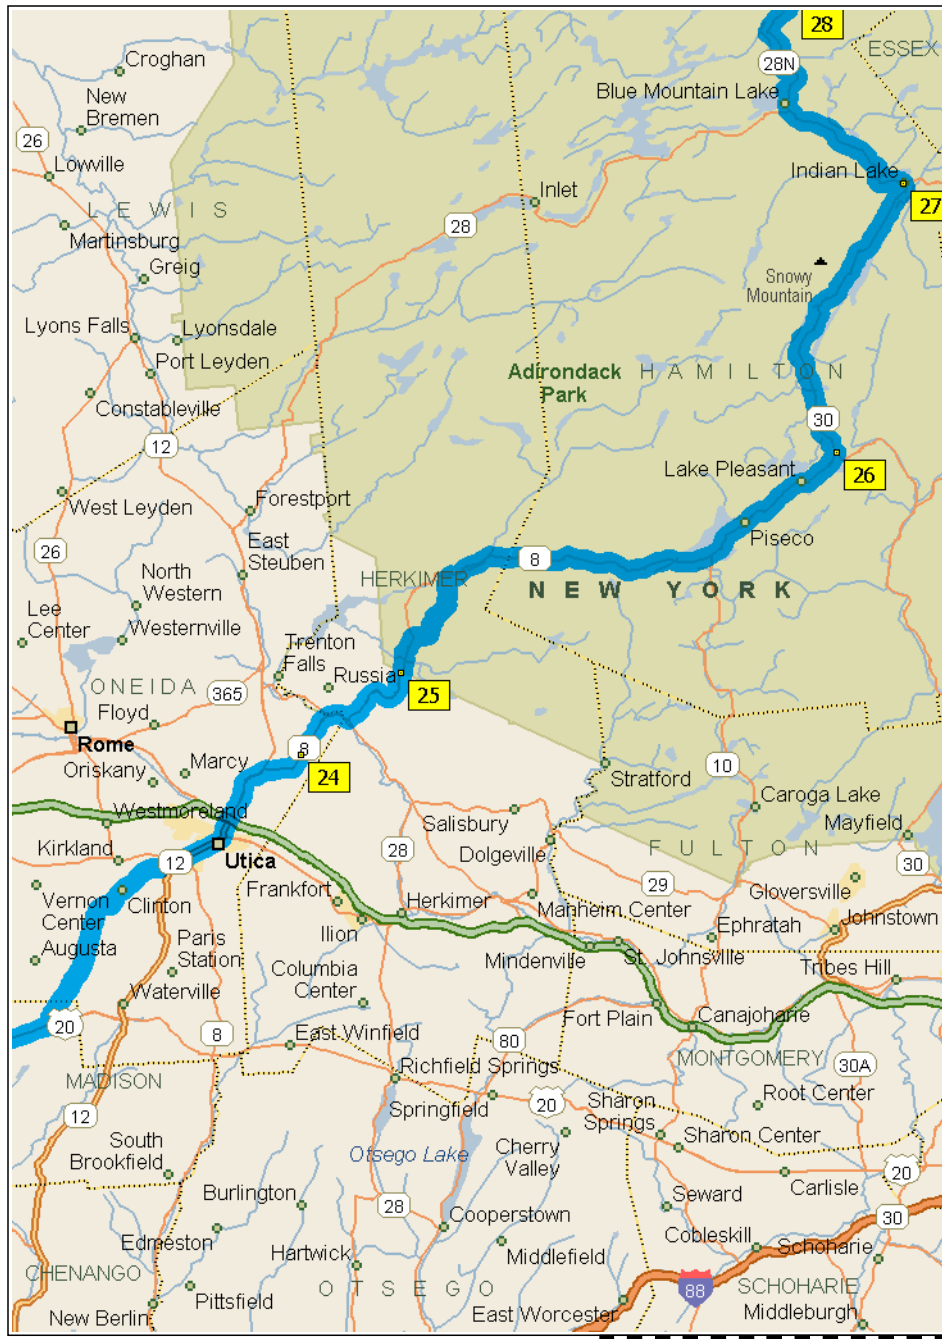 28
ESSEX
Croghan
28N
Blue Mountain Lake
New
Bremen
26
Lowville
Indian Lake
Inlet
27
LEWIS
28
Martinsburg
Greig
Snowy
Mountain
Lyons Falls
Lyonsdale
Port Leyden
Adirondack
Park
HAMILTON
Constableville
30
12
Lake Pleasant
26
West Leyden
Forestport
Piseco
East
Steuben
26
8
North
Western
HERKIMER
NEW YORK
Lee
Center
Westernville
Trenton
Falls
Russia
ONEIDA
365
25
Floyd
Rome
8
Marcy
Oriskany
24
Stratford
10
Caroga Lake
Westmoreland
Salisbury
Mayfield
Kirkland
12
Utica
28
Dolgeville
FULTON
30
Vernon
Center
Clinton
Frankfort
Herkimer
29
Gloversville
Manheim Center
Ilion
Ephratah
Johnstown
Augusta
Paris
Station
Mindenville
St. Johnsville
Columbia
Center
Tribes Hill
Waterville
20
Fort Plain
Canajoharie
8
East Winfield
80
MONTGOMERY
30A
Richfield Springs
MADISON
Root Center
Springfield
20
Sharon
Springs
12
Sharon Center
South
Brookfield
Otsego Lake
Cherry
Valley
20
Carlisle
Burlington
Seward
28
Cooperstown
30
Edmeston
Cobleskill
Hartwick
Middlefield
Schoharie
CHENANGO
OTSEGO
88
SCHOHARIE
Pittsfield
New Berlin
East Worcester
Middleburgh